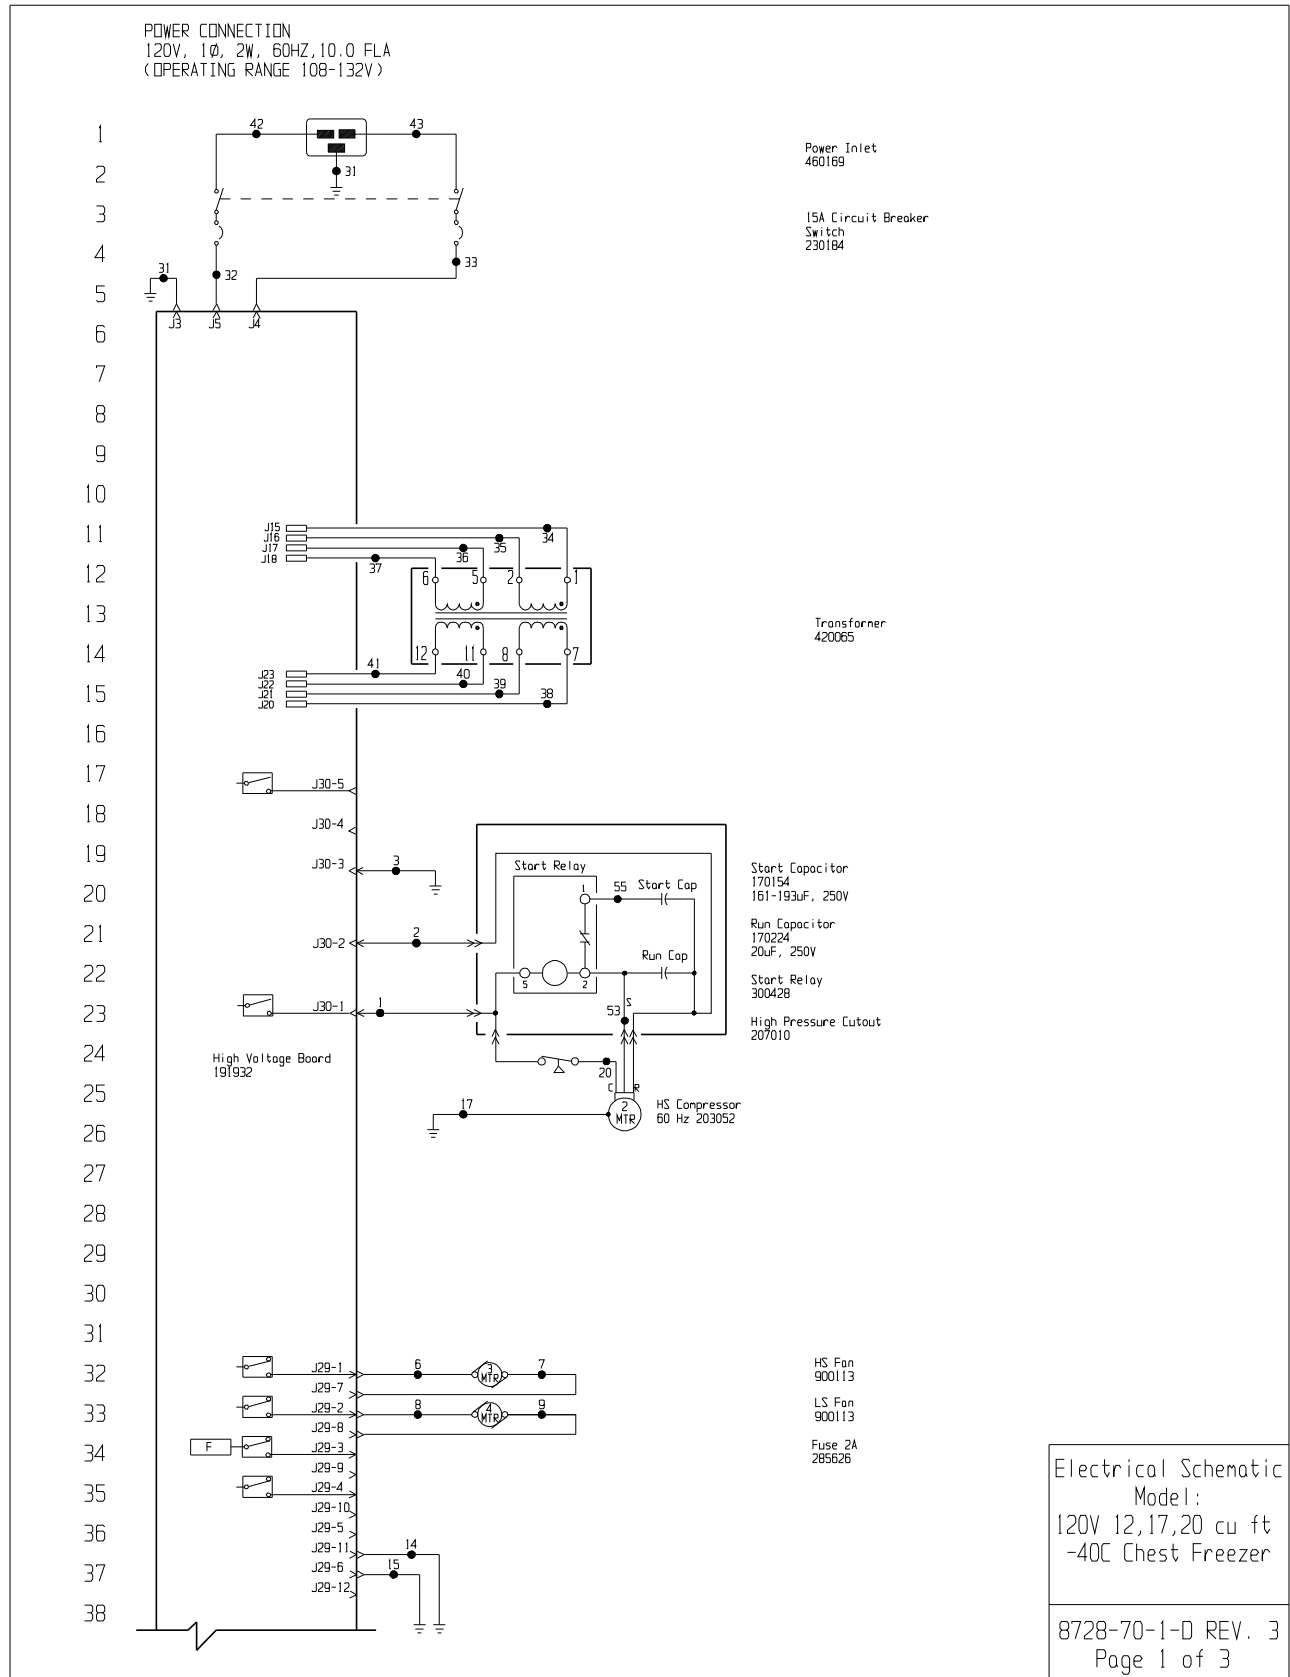 POWER CONNECTION
120V, 1Ø, 2W, 60HZ,10.0 FLA
(OPERATING RANGE 108-132V)
1
42
43
Power Inlet
460169
2
31
3
15A Circuit Breaker
Switch
230184
4
31
32
33
5
J3
J5
J4
6
7
8
9
10
11
J15
J16
J17
J18
34
35
36
37
12
6
5
2
1
13
Transformer
420065
14
12
11
8
7
15
J23
J22
J21
J20
41
40
39
38
16
17
J30-5
18
J30-4
19
J30-3
3
Start Relay
Start Capacitor
170154
161-193uF, 250V
20
1
55
Start Cap
21
J30-2
2
Run Capacitor
170224
20uF, 250V
22
5
2
Run Cap
Start Relay
300428
23
J30-1
1
53
S
High Pressure Cutout
207010
24
High Voltage Board
191932
20
25
C
R
17
2
MTR
HS Compressor
60 Hz 203052
26
27
28
29
30
31
32
J29-1
6
3
MTR
7
HS Fan
900113
J29-7
33
J29-2
8
4
MTR
9
LS Fan
900113
J29-8
34
F
J29-3
Fuse 2A
285626
J29-9
35
J29-4
J29-10
36
J29-5
J29-11
14
37
J29-6
15
J29-12
38
Electrical Schematic
Model:
120V 12,17,20 cu ft
-40C Chest Freezer
8728-70-1-D REV. 3
Page 1 of 3